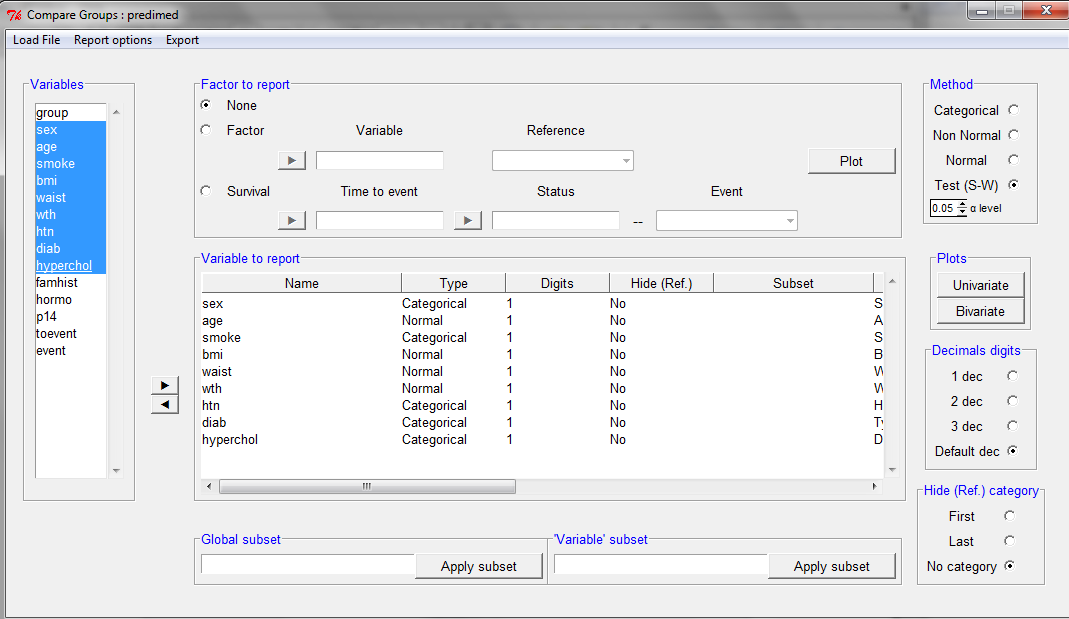 Compare Groups : predimed
Load File Report options Export
Variables
group
sex
age
smoke
bmi
waist
wth
htn
diab
hyperchol
famhist
hormo
p14
toevent
event
Factor to report
None
Factor Variable Reference
Plot
Survival Time to event Status Event
--
Variable to report
Name Type Digits Hide (Ref.) Subset
sex Categorical 1 No S
age Normal 1 No A
smoke Categorical 1 No S
bmi Normal 1 No B
waist Normal 1 No W
wth Normal 1 No W
htn Categorical 1 No H
diab Categorical 1 No Ty
hyperchol Categorical 1 No D
Global subset
Apply subset
'Variable' subset
Apply subset
Method
Categorical
Non Normal
Normal
Test (S-W)
0.05 α level
Plots
Univariate
Bivariate
Decimals digits
1 dec
2 dec
3 dec
Default dec
Hide (Ref.) category
First
Last
No category